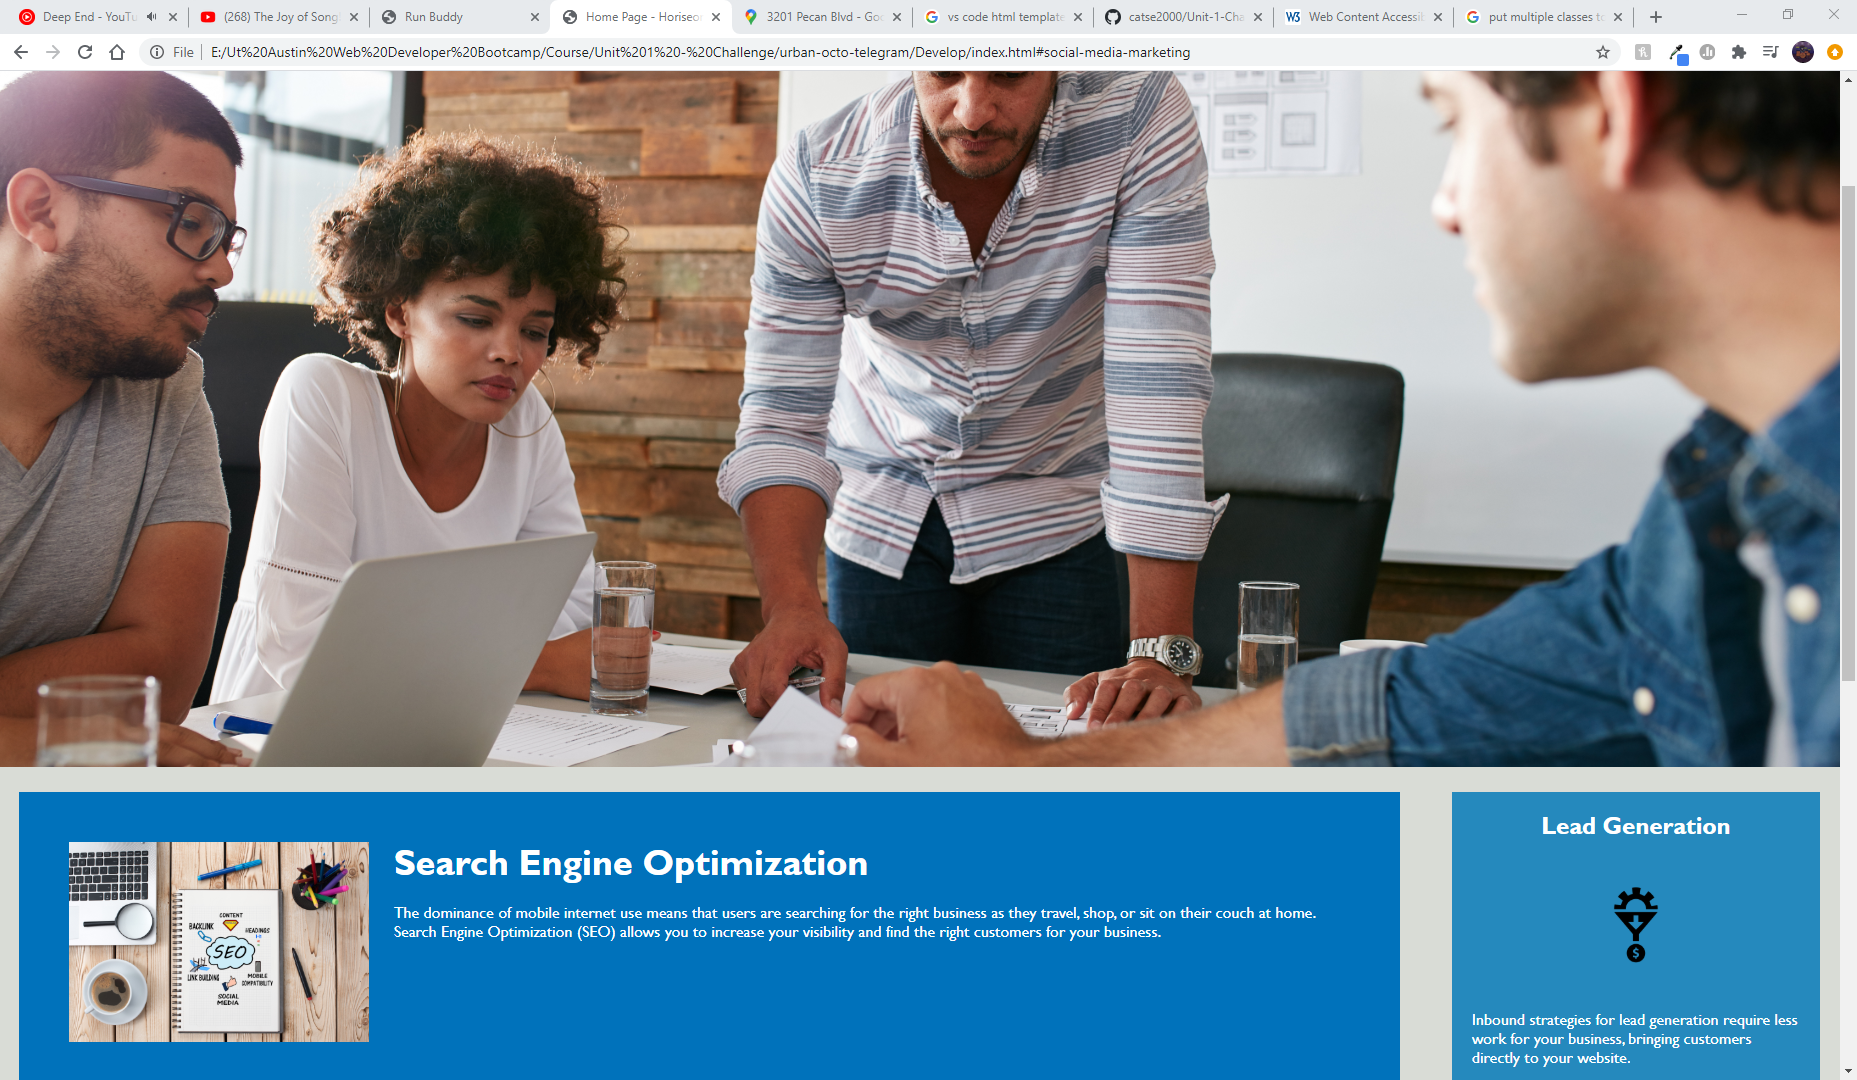 Deep End - YouTu
(268) The Joy of Song
Run Buddy
Home Page - Horiseo
3201 Pecan Blvd - Goo
vs code html template
catse2000/Unit-1-Cha
W3
Web Content Accessi
put multiple classes to
File
E:/Ut%20Austin%20Web%20Developer%20Bootcamp/Course/Unit%201%20-%20Challenge/urban-octo-telegram/Develop/index.html#social-media-marketing
Search Engine Optimization
The dominance of mobile internet use means that users are searching for the right business as they travel, shop, or sit on their couch at home.
Search Engine Optimization (SEO) allows you to increase your visibility and find the right customers for your business.
CONTENT
BACKLINK
HEADINGS
SEO
LINK BUILDING
MOBILE
COMPATIBILITY
SOCIAL
MEDIA
Lead Generation
$
Inbound strategies for lead generation require less
work for your business, bringing customers
directly to your website.